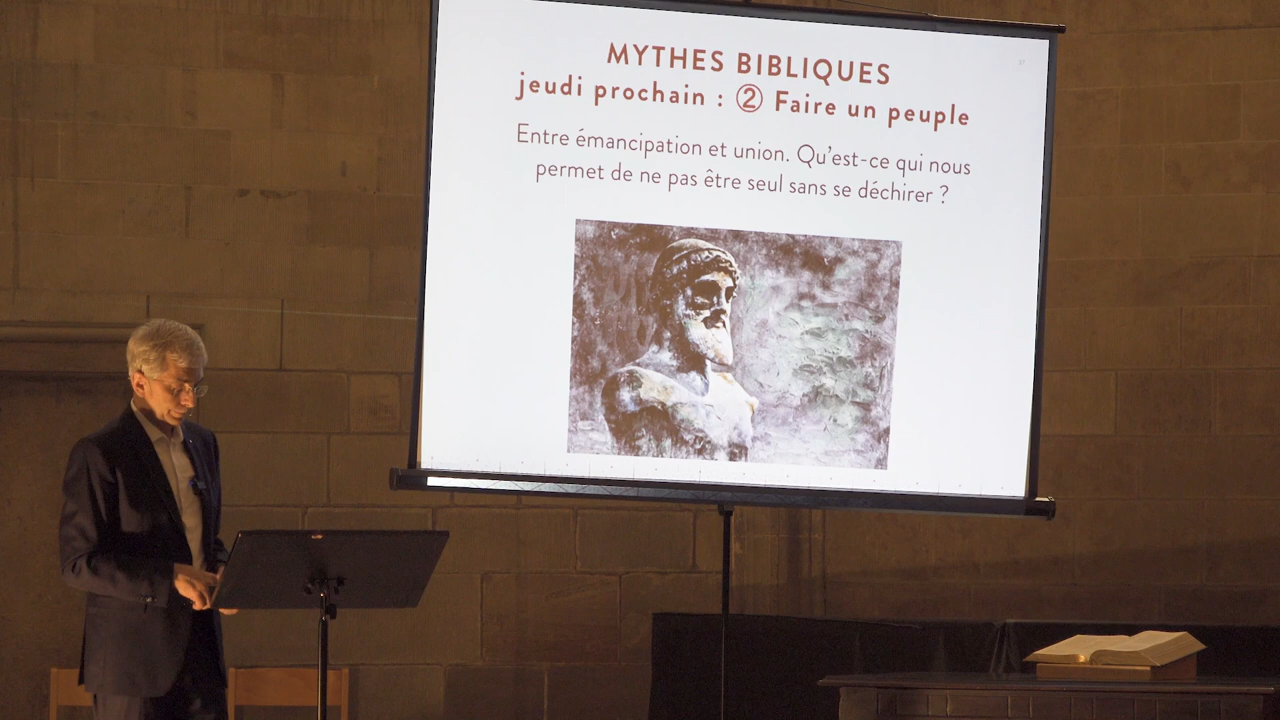 MYTHES BIBLIQUES
jeudi prochain : ② Faire un peuple
Entre émancipation et union. Qu'est-ce qui nous
permet de ne pas être seul sans se déchirer ?